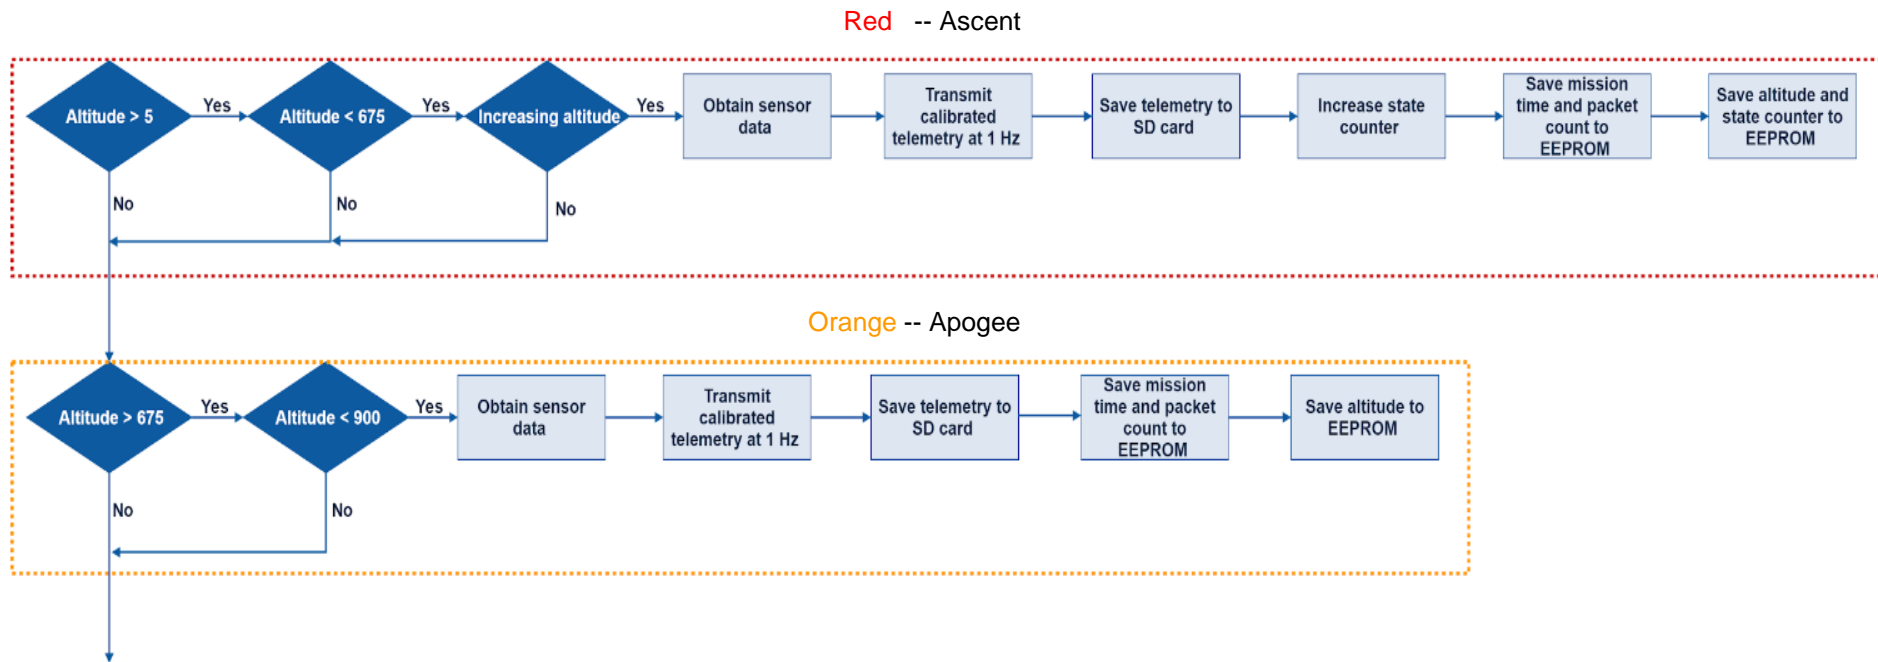 Red -- Ascent
Altitude > 5
Yes
Altitude < 675
Yes
Increasing altitude
Yes
Obtain sensor
data
Transmit
calibrated
telemetry at 1 Hz
Save telemetry to
SD card
Increase state
counter
Save mission
time and packet
count to
EEPROM
Save altitude and
state counter to
EEPROM
No
No
No
Orange -- Apogee
Altitude > 675
Yes
Altitude < 900
Yes
Obtain sensor
data
Transmit
calibrated
telemetry at 1 Hz
Save telemetry to
SD card
Save mission
time and packet
count to
EEPROM
Save altitude to
EEPROM
No
No